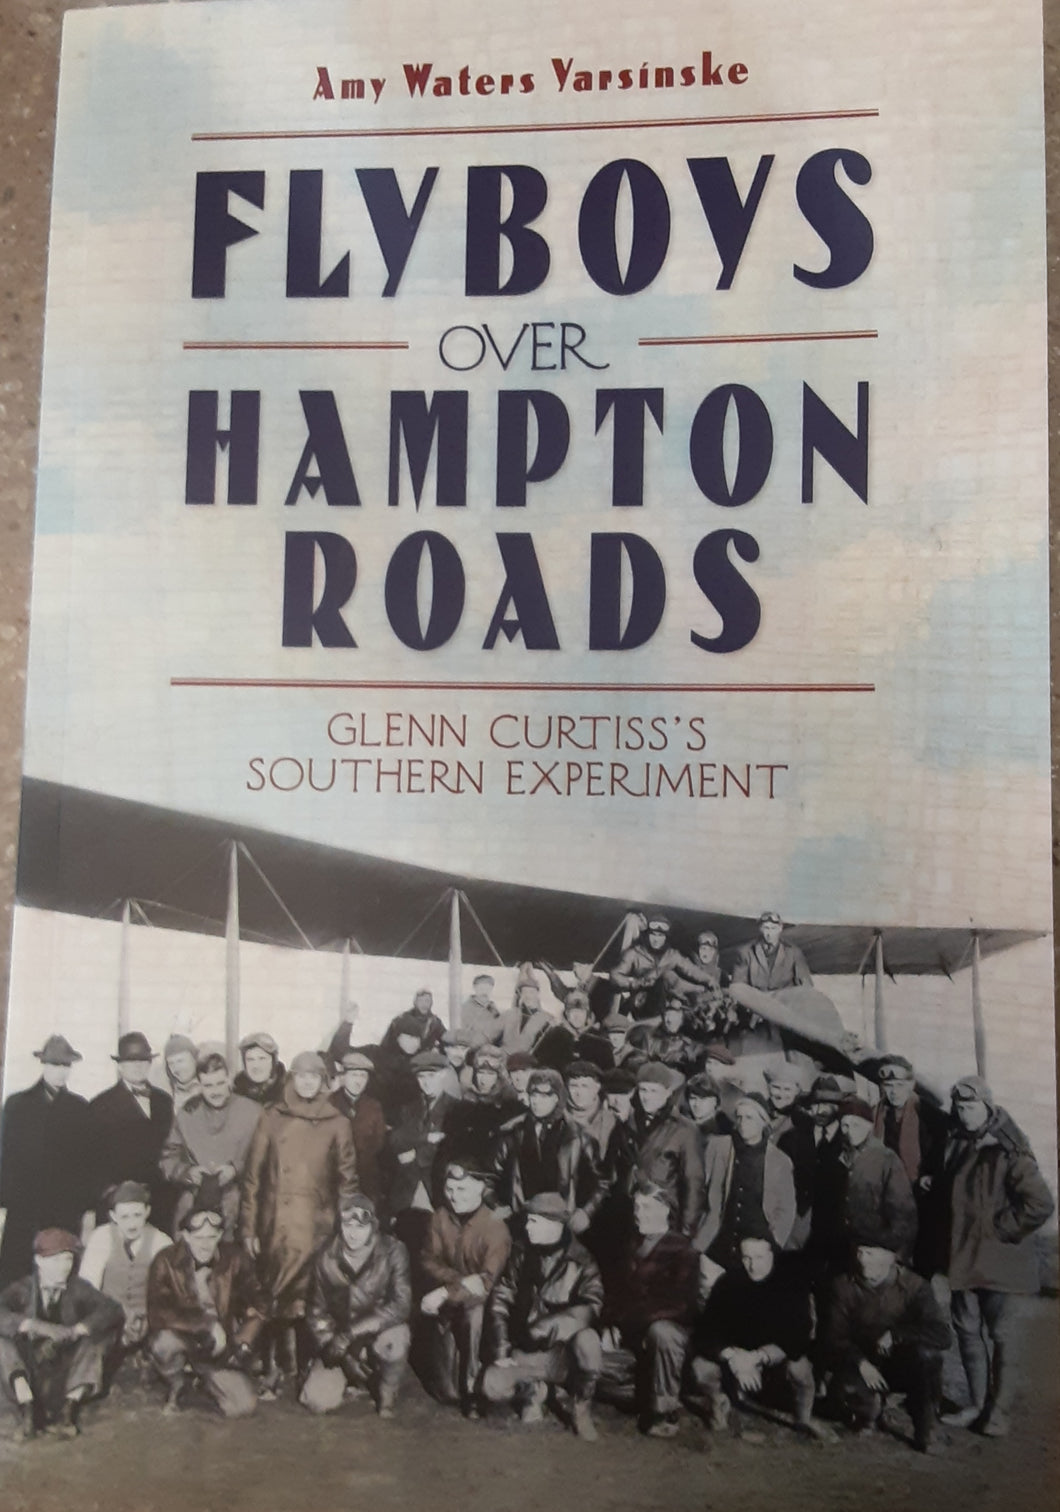 Amy Waters Yarsinske
FLYBOYS
OVER
HAMPTON
ROADS
GLENN CURTISS'S
SOUTHERN EXPERIMENT